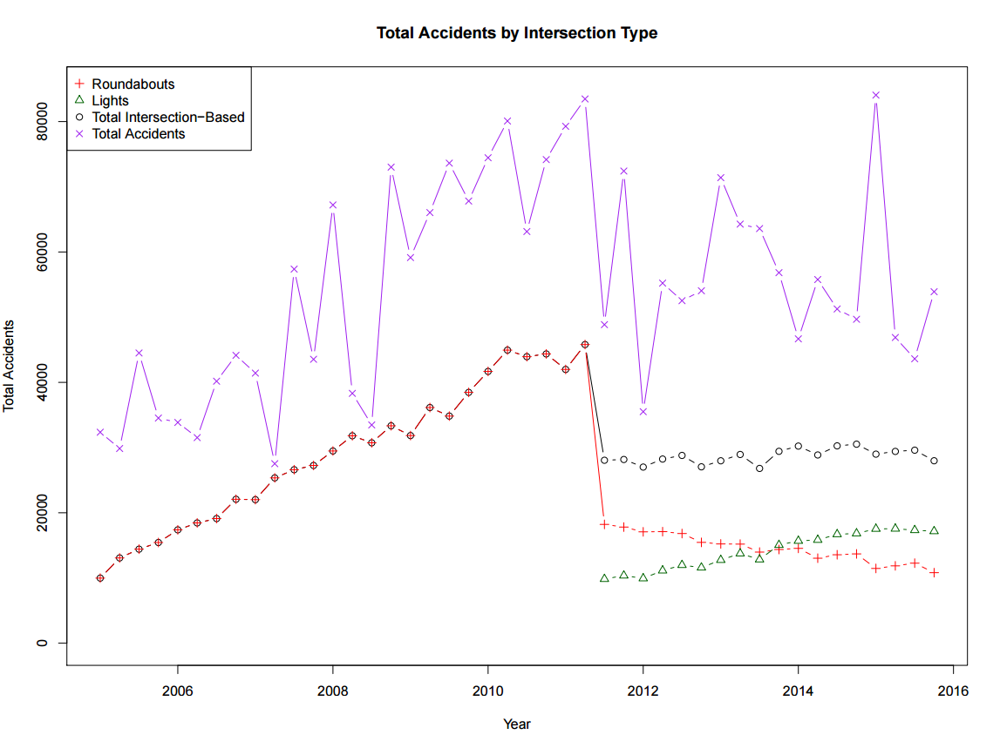 Total Accidents by Intersection Type
Roundabouts
Lights
Total Intersection−Based
Total Accidents
80000
60000
40000
20000
0
Total Accidents
2006 2008 2010 2012 2014 2016
Year